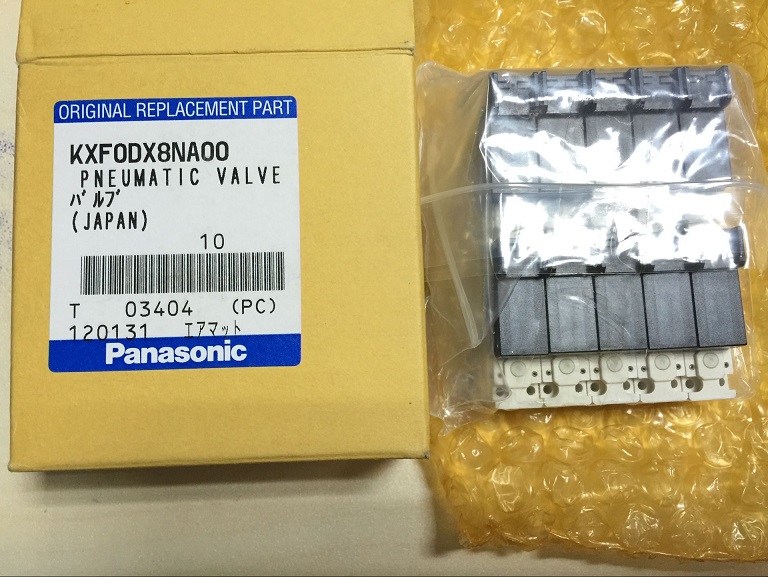 ORIGINAL REPLACEMENT PART
KXF0DX8NA00
PNEUMATIC VALVE
バルブ
(JAPAN)
10
T 03404 (PC)
120131 エアマット
Panasonic